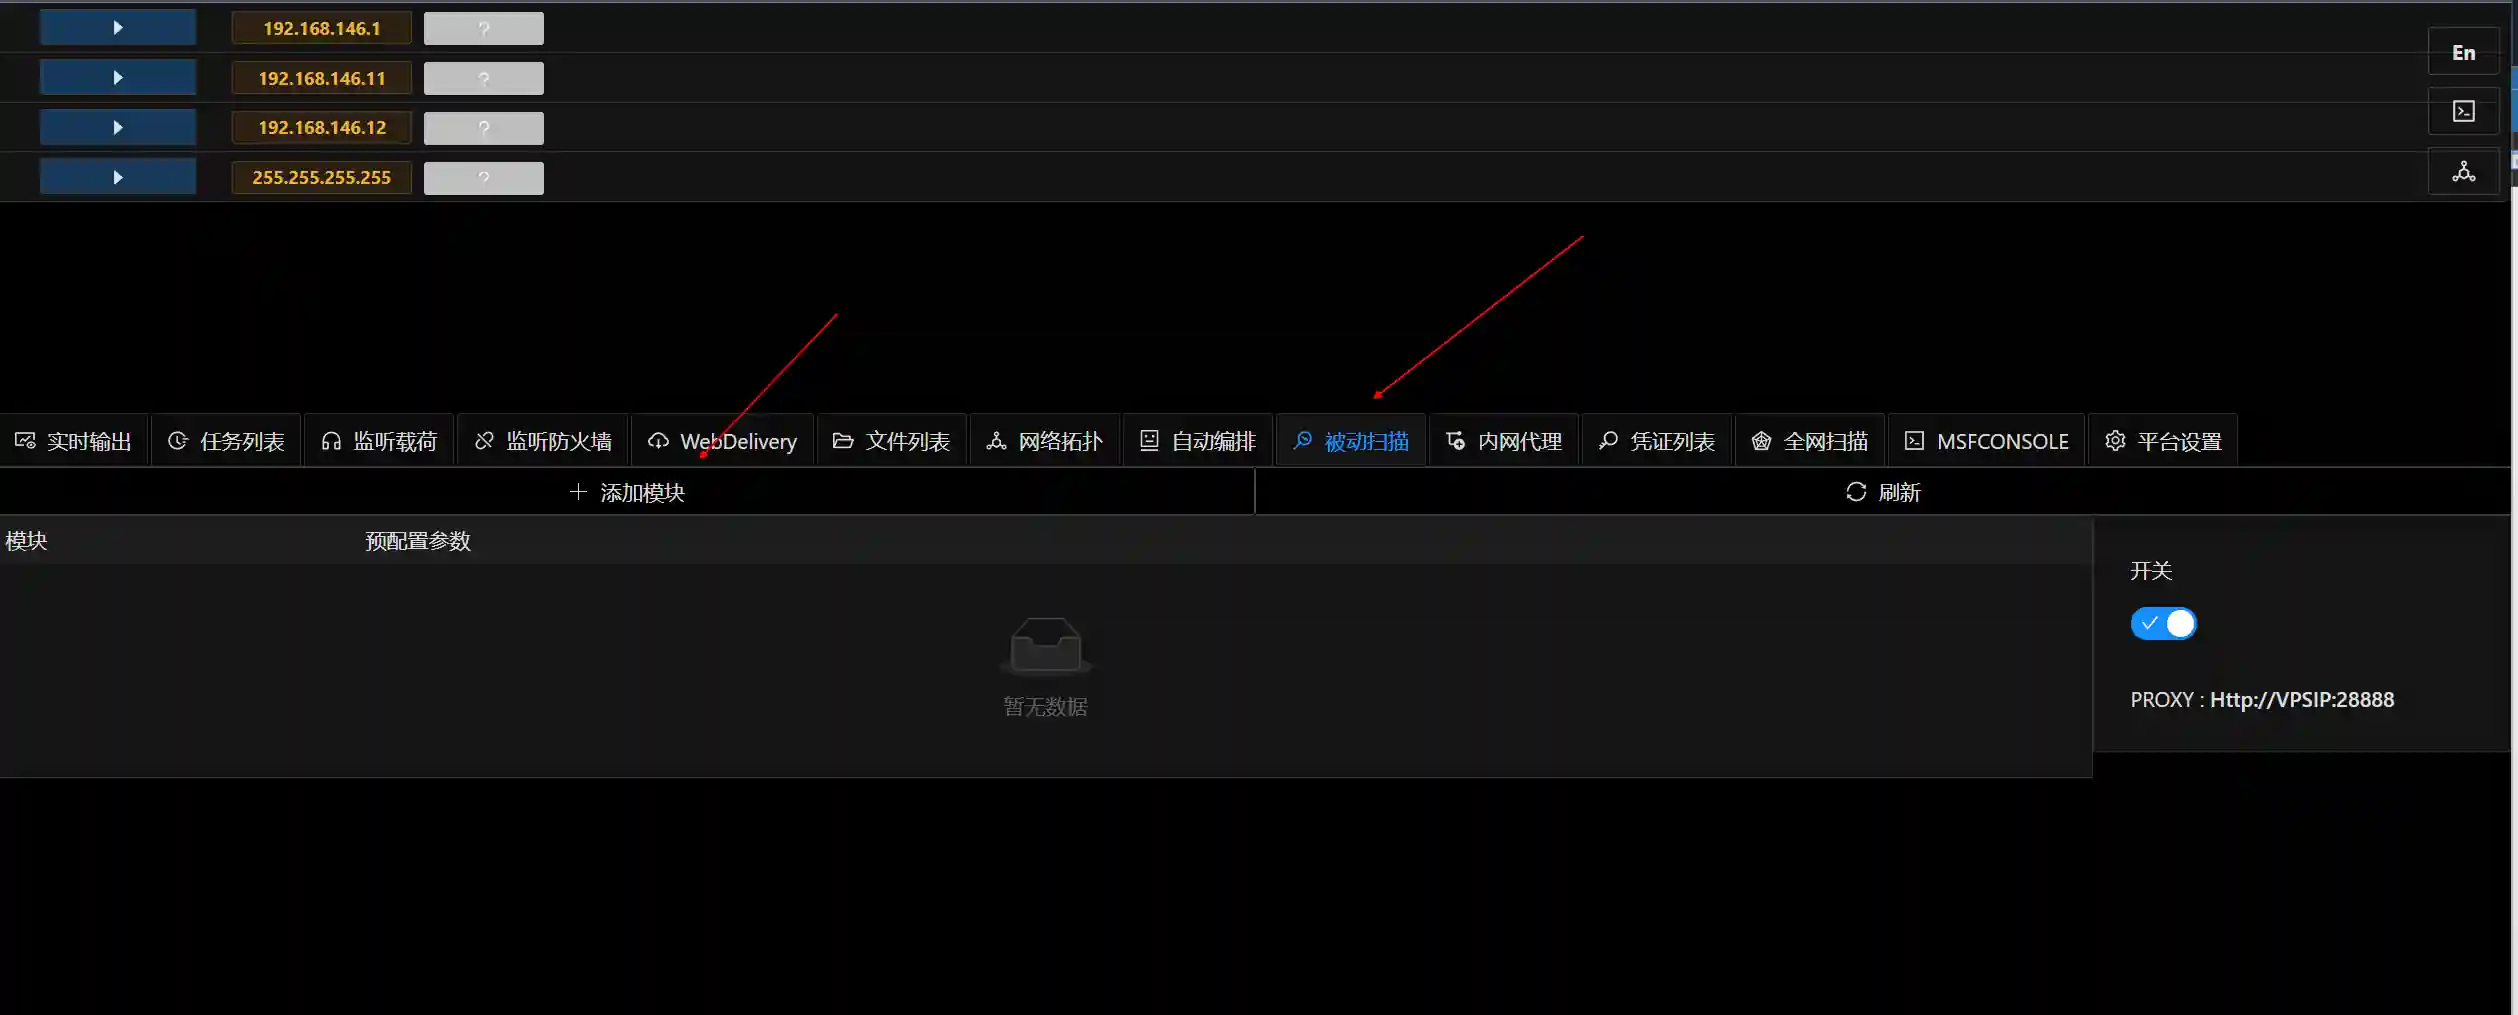 192.168.146.1 ?
En
192.168.146.11 ?
192.168.146.12 ?
255.255.255.255 ?
实时输出 任务列表 监听载荷 监听防火墙 WebDelivery 文件列表 网络拓扑 自动编排 被动扫描 内网代理 凭证列表 全网扫描 MSFCONSOLE 平台设置
添加模块 刷新
模块 预配置参数
开关
暂无数据
PROXY : Http://VPSIP:28888